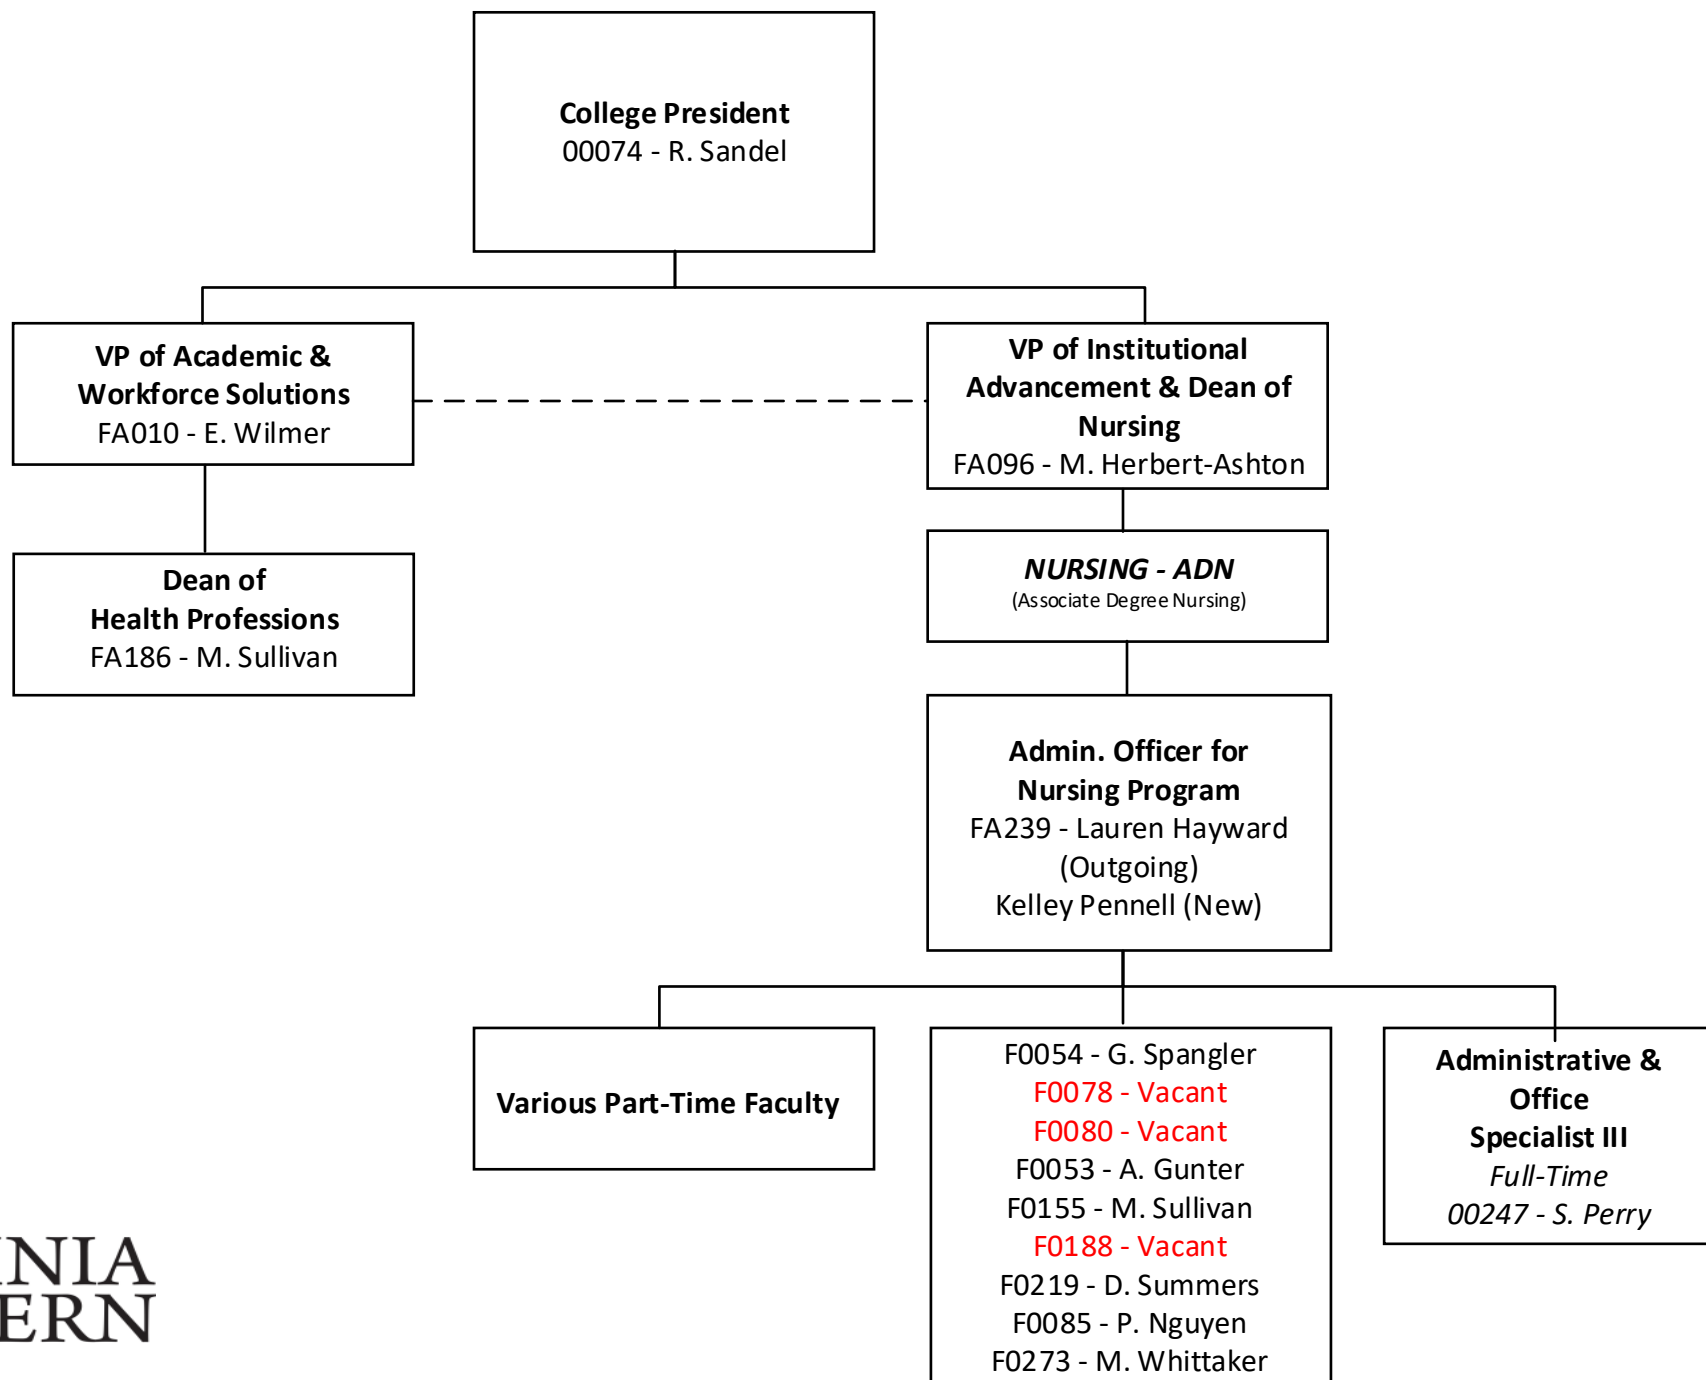 College President
00074 - R. Sandel
VP of Academic &
Workforce Solutions
FA010 - E. Wilmer
VP of Institutional
Advancement & Dean of
Nursing
FA096 - M. Herbert-Ashton
Dean of
Health Professions
FA186 - M. Sullivan
NURSING - ADN
(Associate Degree Nursing)
Admin. Officer for
Nursing Program
FA239 - Lauren Hayward
(Outgoing)
Kelley Pennell (New)
Various Part-Time Faculty
F0054 - G. Spangler
F0078 - Vacant
F0080 - Vacant
F0053 - A. Gunter
F0155 - M. Sullivan
F0188 - Vacant
F0219 - D. Summers
F0085 - P. Nguyen
F0273 - M. Whittaker
Administrative &
Office
Specialist III
Full-Time
00247 - S. Perry
INIA
ERN